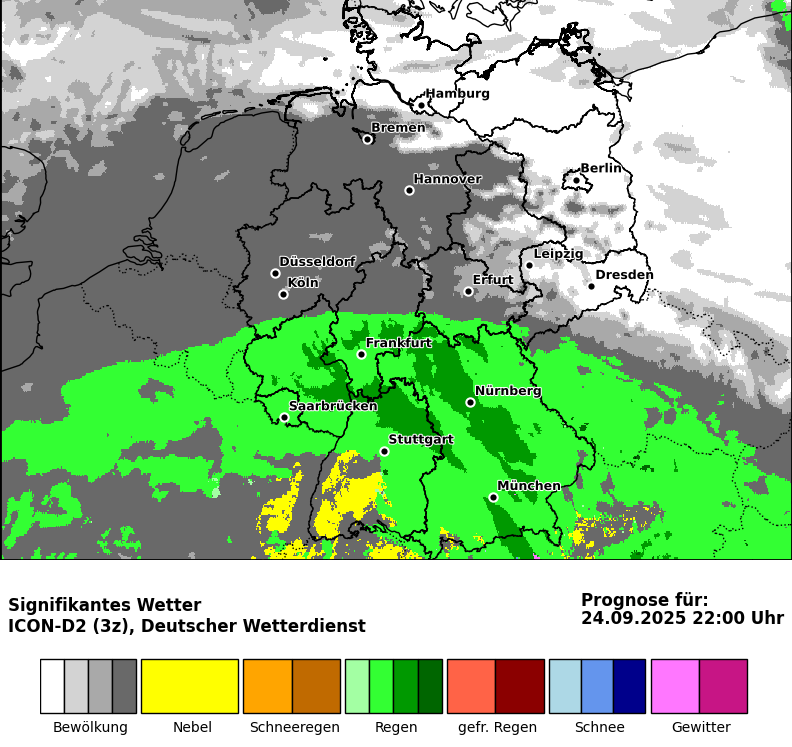 Hamburg
Bremen
Berlin
Hannover
Leipzig
Düsseldorf
Dresden
Köln
Erfurt
Frankfurt
Nürnberg
Saarbrücken
Stuttgart
München
Signifikantes Wetter
ICON-D2 (3z), Deutscher Wetterdienst
Prognose für:
24.09.2025 22:00 Uhr
Bewölkung
Nebel
Schneeregen
Regen
gefr. Regen
Schnee
Gewitter